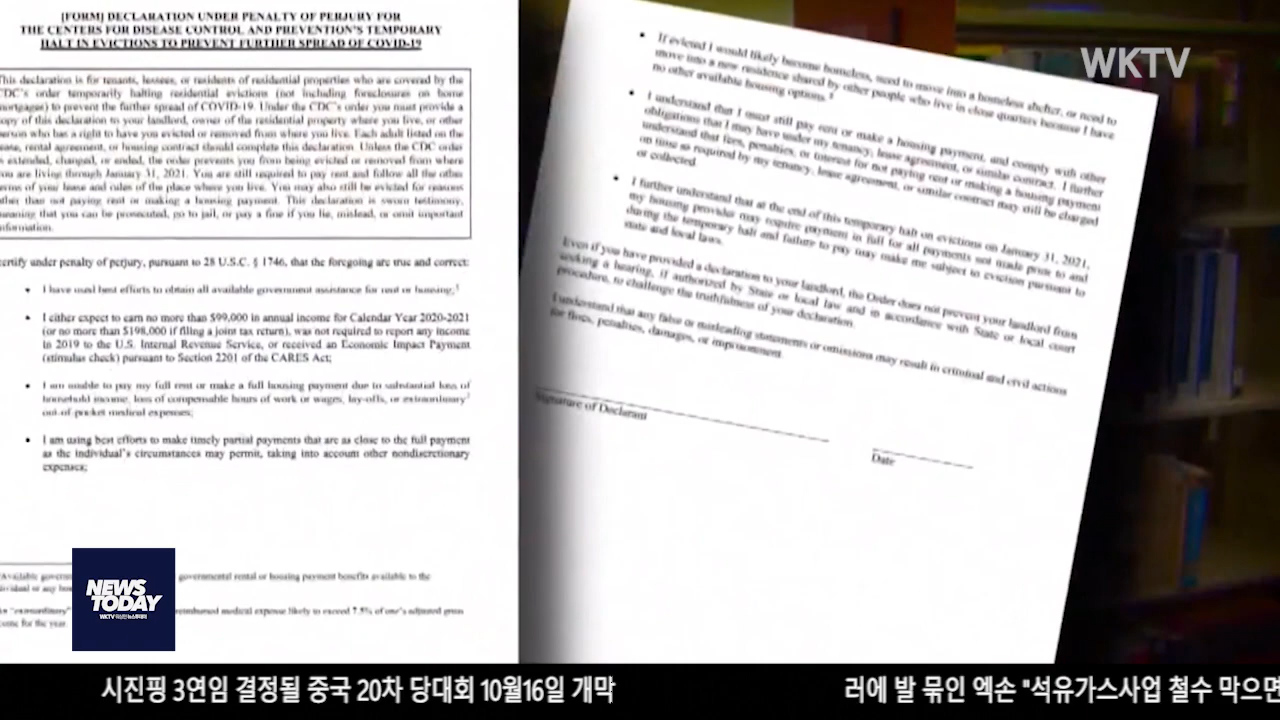 [FORM] DECLARATION UNDER PENALTY OF PERJURY FOR
THE CENTERS FOR DISEASE CONTROL AND PREVENTION'S TEMPORARY
HALT IN EVICTIONS TO PREVENT FURTHER SPREAD OF COVID-19
This declaration is for tenants, lessees, or residents of residential properties who are covered by the
CDC's order temporarily halting residential evictions (not including foreclosures on home
mortgages) to prevent the further spread of COVID-19. Under the CDC's order you must provide a
copy of this declaration to your landlord, owner of the residential property where you live, or other
person who has a right to have you evicted or removed from where you live. Each adult listed on the
lease, rental agreement, or housing contract should complete this declaration. Unless the CDC order
is extended, changed, or ended, the order prevents you from being evicted or removed from where
you are living through January 31, 2021. You are still required to pay rent and follow all the other
terms of your lease and rules of the place where you live. You may also still be evicted for reasons
other than not paying rent or making a housing payment. This declaration is sworn testimony,
meaning that you can be prosecuted, go to jail, or pay a fine if you lie, mislead, or omit important
information.
certify under penalty of perjury, pursuant to 28 U.S.C. § 1746, that the foregoing are true and correct:
• I have used best efforts to obtain all available government assistance for rent or housing;¹
• I either expect to earn no more than $99,000 in annual income for Calendar Year 2020-2021
(or no more than $198,000 if filing a joint tax return), was not required to report any income
in 2019 to the U.S. Internal Revenue Service, or received an Economic Impact Payment
(stimulus check) pursuant to Section 2201 of the CARES Act;
• I am unable to pay my full rent or make a full housing payment due to substantial loss of
household income, loss of compensable hours of work or wages, lay-offs, or extraordinary²
out-of-pocket medical expenses;
• I am using best efforts to make timely partial payments that are as close to the full payment
as the individual's circumstances may permit, taking into account other nondiscretionary
expenses;
governmental rental or housing payment benefits available to the
medical expense likely to exceed 7.5% of one's adjusted gross
for the year.
• If evicted I would likely become homeless, need to move into a homeless shelter, or need to
move into a new residence shared by other people who live in close quarters because I have
no other available housing options.³
• I understand that I must still pay rent or make a housing payment, and comply with other
obligations that I may have under my tenancy, lease agreement, or similar contract. I further
understand that fees, penalties, or interest for not paying rent or making a housing payment
on time as required by my tenancy, lease agreement, or similar contract may still be charged
or collected.
• I further understand that at the end of this temporary halt on evictions on January 31, 2021,
my housing provider may require payment in full for all payments not made prior to and
during the temporary halt and failure to pay may make me subject to eviction pursuant to
state and local laws.
Even if you have provided a declaration to your landlord, the Order does not prevent your landlord from
seeking a hearing, if authorized by State or local law and in accordance with State or local court
procedure, to challenge the truthfulness of your declaration.
I understand that any false or misleading statements or omissions may result in criminal and civil actions
for fines, penalties, damages, or imprisonment.
Signature of Declarant
Date
WKTV
NEWS
TODAY
시진핑 3연임 결정될 중국 20차 당대회 10월16일 개막
러에 발 묶인 엑손 "석유가스사업 철수 막으면